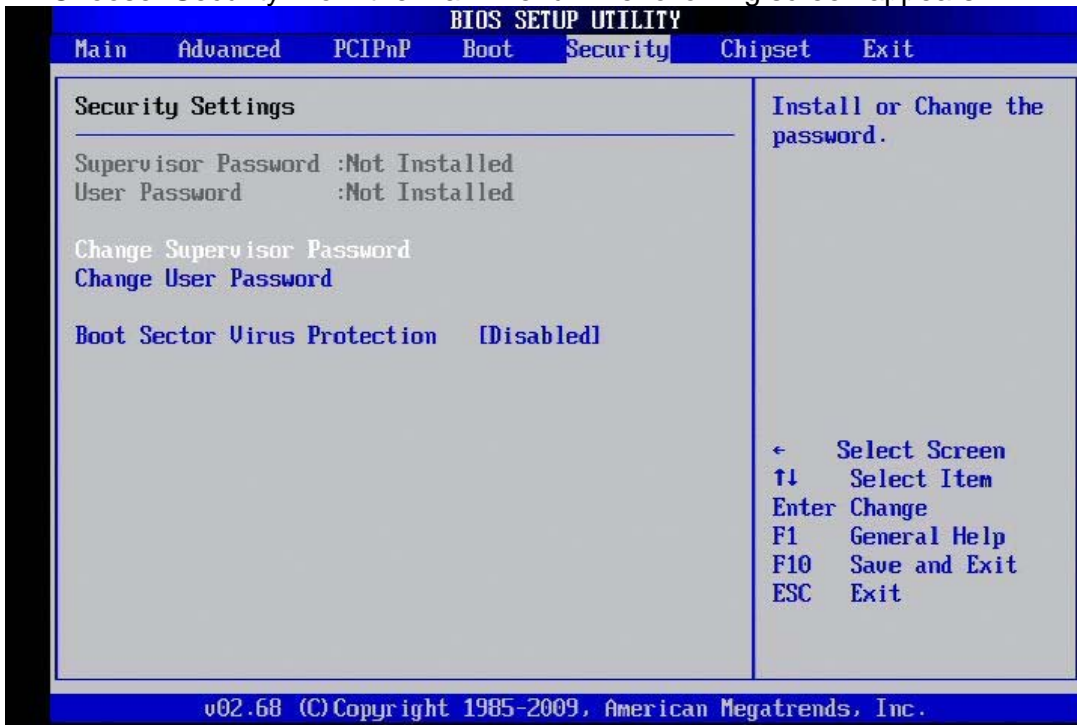 BIOS SETUP UTILITY
Main Advanced PCIPnP Boot Security Chipset Exit
Security Settings
Supervisor Password :Not Installed
User Password :Not Installed
Change Supervisor Password
Change User Password
Boot Sector Virus Protection [Disabled]
Install or Change the
password.
← Select Screen
↑↓ Select Item
Enter Change
F1 General Help
F10 Save and Exit
ESC Exit
v02.68 (C)Copyright 1985-2009, American Megatrends, Inc.